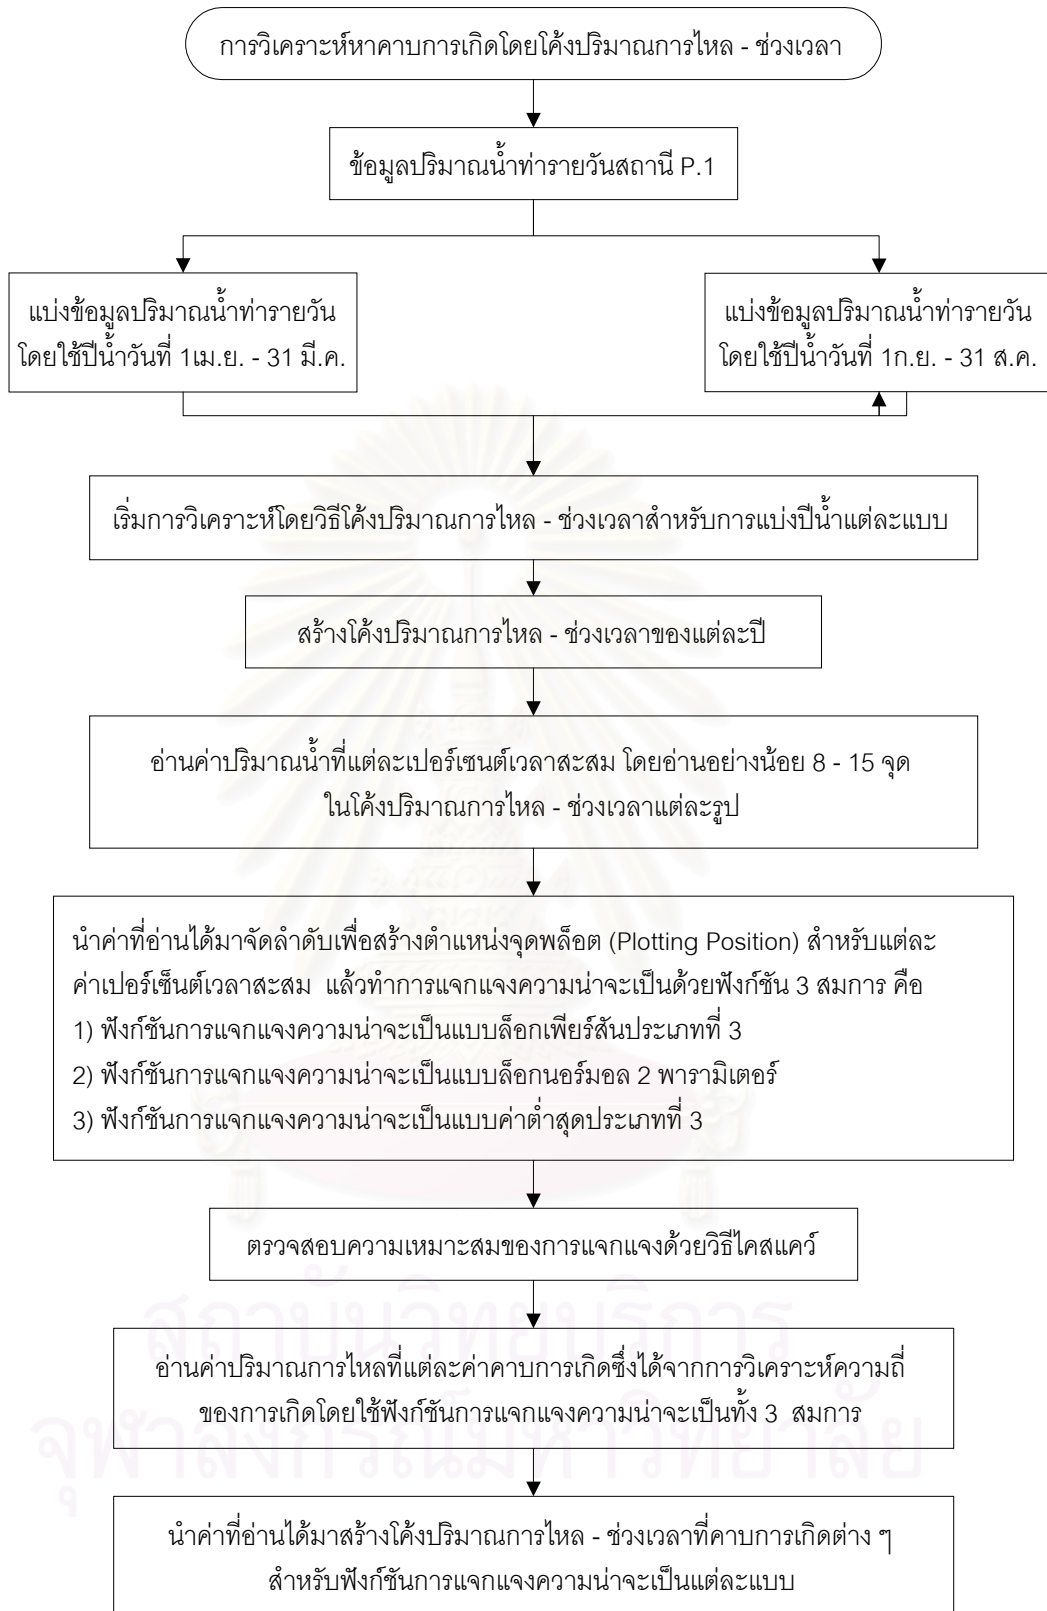 การวิเคราะห์หาคาบการเกิดโดยโค้งปริมาณการไหล - ช่วงเวลา
ข้อมูลปริมาณน้ำท่ารายวันสถานี P.1
แบ่งข้อมูลปริมาณน้ำท่ารายวัน
โดยใช้ปีน้ำวันที่ 1เม.ย. - 31 มี.ค.
แบ่งข้อมูลปริมาณน้ำท่ารายวัน
โดยใช้ปีน้ำวันที่ 1ก.ย. - 31 ส.ค.
เริ่มการวิเคราะห์โดยวิธีโค้งปริมาณการไหล - ช่วงเวลาสำหรับการแบ่งปีน้ำแต่ละแบบ
สร้างโค้งปริมาณการไหล - ช่วงเวลาของแต่ละปี
อ่านค่าปริมาณน้ำที่แต่ละเปอร์เซนต์เวลาสะสม โดยอ่านอย่างน้อย 8 - 15 จุด
ในโค้งปริมาณการไหล - ช่วงเวลาแต่ละรูป
นำค่าที่อ่านได้มาจัดลำดับเพื่อสร้างตำแหน่งจุดพล็อต (Plotting Position) สำหรับแต่ละ
ค่าเปอร์เซ็นต์เวลาสะสม แล้วทำการแจกแจงความน่าจะเป็นด้วยฟังก์ชัน 3 สมการ คือ
1) ฟังก์ชันการแจกแจงความน่าจะเป็นแบบล็อกเพียร์สันประเภทที่ 3
2) ฟังก์ชันการแจกแจงความน่าจะเป็นแบบล็อกนอร์มอล 2 พารามิเตอร์
3) ฟังก์ชันการแจกแจงความน่าจะเป็นแบบค่าต่ำสุดประเภทที่ 3
ตรวจสอบความเหมาะสมของการแจกแจงด้วยวิธีไคสแคว์
สถาบันวิทยบริการ
อ่านค่าปริมาณการไหลที่แต่ละค่าคาบการเกิดซึ่งได้จากการวิเคราะห์ความถี่
ของการเกิดโดยใช้ฟังก์ชันการแจกแจงความน่าจะเป็นทั้ง 3 สมการ
จุฬาลงกรณ์มหาวิทยาลัย
นำค่าที่อ่านได้มาสร้างโค้งปริมาณการไหล - ช่วงเวลาที่คาบการเกิดต่าง ๆ
สำหรับฟังก์ชันการแจกแจงความน่าจะเป็นแต่ละแบบ